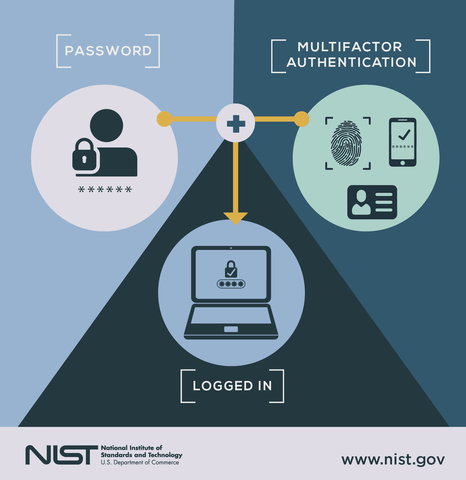 PASSWORD
MULTIFACTOR
AUTHENTICATION
******
LOGGED IN
NIST
National Institute of
Standards and Technology
U.S. Department of Commerce
www.nist.gov